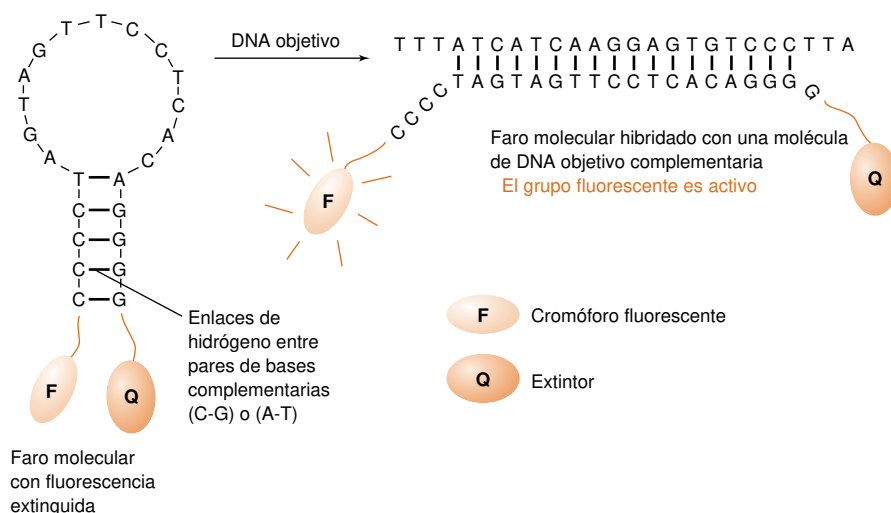 T T C C T C A C
G A T G A
T A
C G
C G
C G
C G
F
Q
Faro molecular
con fluorescencia
extinguida
Enlaces de
hidrógeno entre
pares de bases
complementarias
(C-G) o (A-T)
DNA objetivo
T T T A T C A T C A A G G A G T G T C C C T T A
C C C C T A G T A G T T C C T C A C A G G G G
F
Q
Faro molecular hibridado con una molécula
de DNA objetivo complementaria
El grupo fluorescente es activo
F Cromóforo fluorescente
Q Extintor